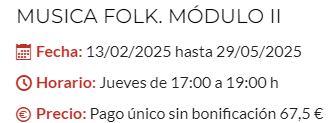 MUSICA FOLK. MÓDULO II
Fecha: 13/02/2025 hasta 29/05/2025
Horario: Jueves de 17:00 a 19:00 h
Precio: Pago único sin bonificación 67,5 €